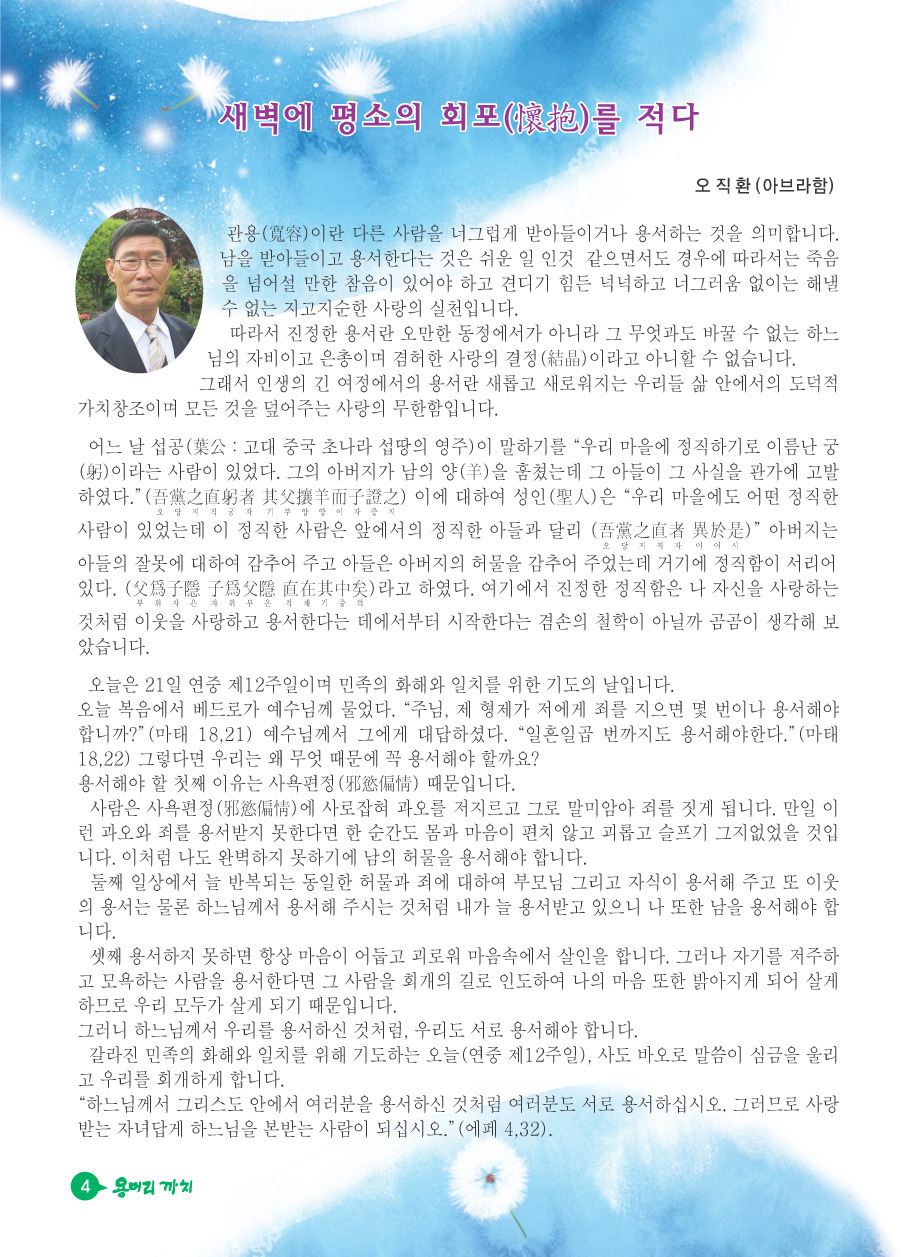 새벽에 평소의 회포(懷抱)를 적다
오 직 환 (아브라함)
관용(寬容)이란 다른 사람을 너그럽게 받아들이거나 용서하는 것을 의미합니다.
남을 받아들이고 용서한다는 것은 쉬운 일 인것 같으면서도 경우에 따라서는 죽음
을 넘어설 만한 참음이 있어야 하고 견디기 힘든 넉넉하고 너그러움 없이는 해낼
수 없는 지고지순한 사랑의 실천입니다.
따라서 진정한 용서란 오만한 동정에서가 아니라 그 무엇과도 바꿀 수 없는 하느
님의 자비이고 은총이며 겸허한 사랑의 결정(結晶)이라고 아니할 수 없습니다.
그래서 인생의 긴 여정에서의 용서란 새롭고 새로워지는 우리들 삶 안에서의 도덕적
가치창조이며 모든 것을 덮어주는 사랑의 무한함입니다.
어느 날 섭공(葉公 : 고대 중국 초나라 섭땅의 영주)이 말하기를 “우리 마을에 정직하기로 이름난 궁
(躬)이라는 사람이 있었다. 그의 아버지가 남의 양(羊)을 훔쳤는데 그 아들이 그 사실을 관가에 고발
하였다.” (吾黨之直躬者 其父攘羊而子證之) 이에 대하여 성인(聖人)은 “우리 마을에도 어떤 정직한
오 당 지 직 궁 자 기 부 양 양 이 자 증 지
사람이 있었는데 이 정직한 사람은 앞에서의 정직한 아들과 달리 (吾黨之直者 異於是)” 아버지는
오 당 지 직 자 이 어 시
아들의 잘못에 대하여 감추어 주고 아들은 아버지의 허물을 감추어 주었는데 거기에 정직함이 서리어
있다. (父爲子隱 子爲父隱 直在其中矣)라고 하였다. 여기에서 진정한 정직함은 나 자신을 사랑하는
부 위 자 은 자 위 부 은 직 재 기 중 의
것처럼 이웃을 사랑하고 용서한다는 데에서부터 시작한다는 겸손의 철학이 아닐까 곰곰이 생각해 보
았습니다.
오늘은 21일 연중 제12주일이며 민족의 화해와 일치를 위한 기도의 날입니다.
오늘 복음에서 베드로가 예수님께 물었다. “주님, 제 형제가 저에게 죄를 지으면 몇 번이나 용서해야
합니까?” (마태 18,21) 예수님께서 그에게 대답하셨다. “일흔일곱 번까지도 용서해야한다.” (마태
18,22) 그렇다면 우리는 왜 무엇 때문에 꼭 용서해야 할까요?
용서해야 할 첫째 이유는 사욕편정(邪慾偏情) 때문입니다.
사람은 사욕편정(邪慾偏情)에 사로잡혀 과오를 저지르고 그로 말미암아 죄를 짓게 됩니다. 만일 이
런 과오와 죄를 용서받지 못한다면 한 순간도 몸과 마음이 편치 않고 괴롭고 슬프기 그지없었을 것입
니다. 이처럼 나도 완벽하지 못하기에 남의 허물을 용서해야 합니다.
둘째 일상에서 늘 반복되는 동일한 허물과 죄에 대하여 부모님 그리고 자식이 용서해 주고 또 이웃
의 용서는 물론 하느님께서 용서해 주시는 것처럼 내가 늘 용서받고 있으니 나 또한 남을 용서해야 합
니다.
셋째 용서하지 못하면 항상 마음이 어둡고 괴로워 마음속에서 살인을 합니다. 그러나 자기를 저주하
고 모욕하는 사람을 용서한다면 그 사람을 회개의 길로 인도하여 나의 마음 또한 밝아지게 되어 살게
하므로 우리 모두가 살게 되기 때문입니다.
그러니 하느님께서 우리를 용서하신 것처럼, 우리도 서로 용서해야 합니다.
갈라진 민족의 화해와 일치를 위해 기도하는 오늘(연중 제12주일), 사도 바오로 말씀이 심금을 울리
고 우리를 회개하게 합니다.
“하느님께서 그리스도 안에서 여러분을 용서하신 것처럼 여러분도 서로 용서하십시오. 그러므로 사랑
받는 자녀답게 하느님을 본받는 사람이 되십시오.” (에페 4,32).
4 용머리 까치